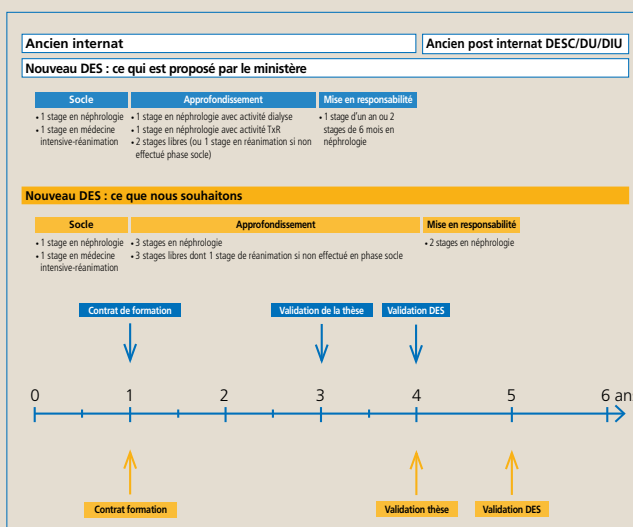 Ancien internat
Ancien post internat DESC/DU/DIU
Nouveau DES : ce qui est proposé par le ministère
Socle
Approfondissement
Mise en responsabilité
• 1 stage en néphrologie
• 1 stage en médecine
intensive-réanimation
• 1 stage en néphrologie avec activité dialyse
• 1 stage en néphrologie avec activité TxR
• 2 stages libres (ou 1 stage en réanimation si non
effectué phase socle)
• 1 stage d'un an ou 2
stages de 6 mois en
néphrologie
Nouveau DES : ce que nous souhaitons
Socle
Approfondissement
Mise en responsabilité
• 1 stage en néphrologie
• 1 stage en médecine
intensive-réanimation
• 3 stages en néphrologie
• 3 stages libres dont 1 stage de réanimation si non effectué en phase socle
• 2 stages en néphrologie
Contrat de formation
Validation de la thèse
Validation DES
0 1 2 3 4 5 6 ans
Contrat formation
Validation thèse
Validation DES